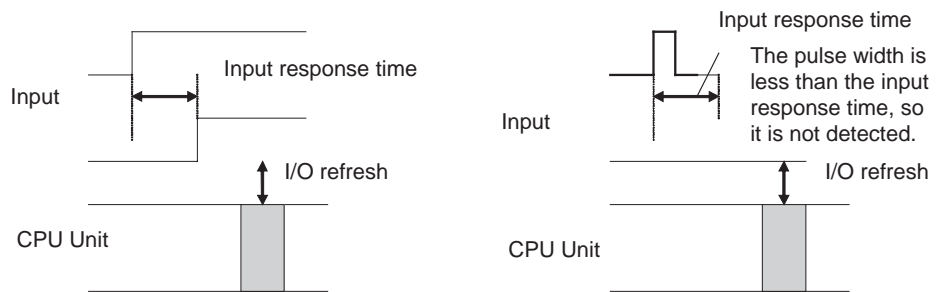 Input response time
Input
I/O refresh
CPU Unit
Input response time
The pulse width is
less than the input
response time, so
it is not detected.
Input
I/O refresh
CPU Unit